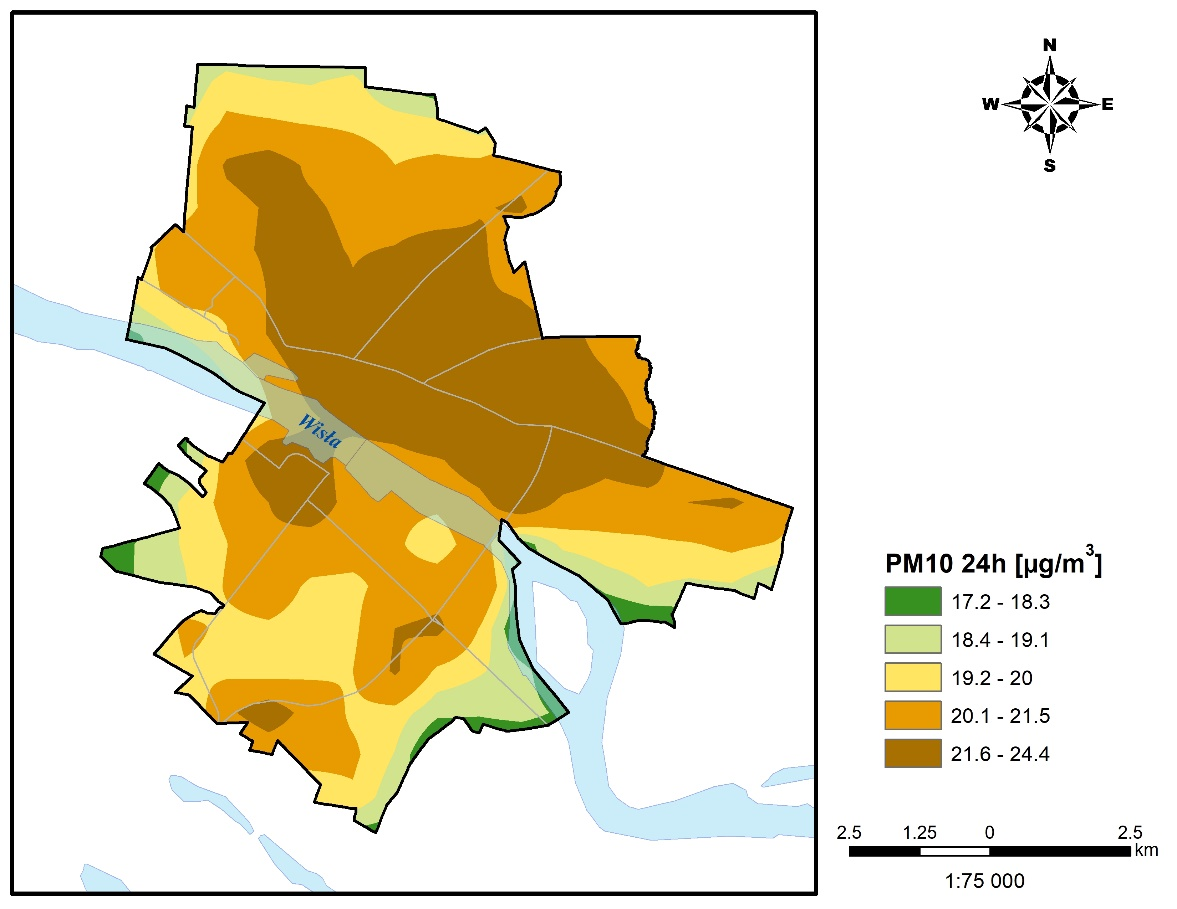 N
W E
S
Wisła
PM10 24h [µg/m³]
17.2 - 18.3
18.4 - 19.1
19.2 - 20
20.1 - 21.5
21.6 - 24.4
2.5 1.25 0 2.5
km
1:75 000